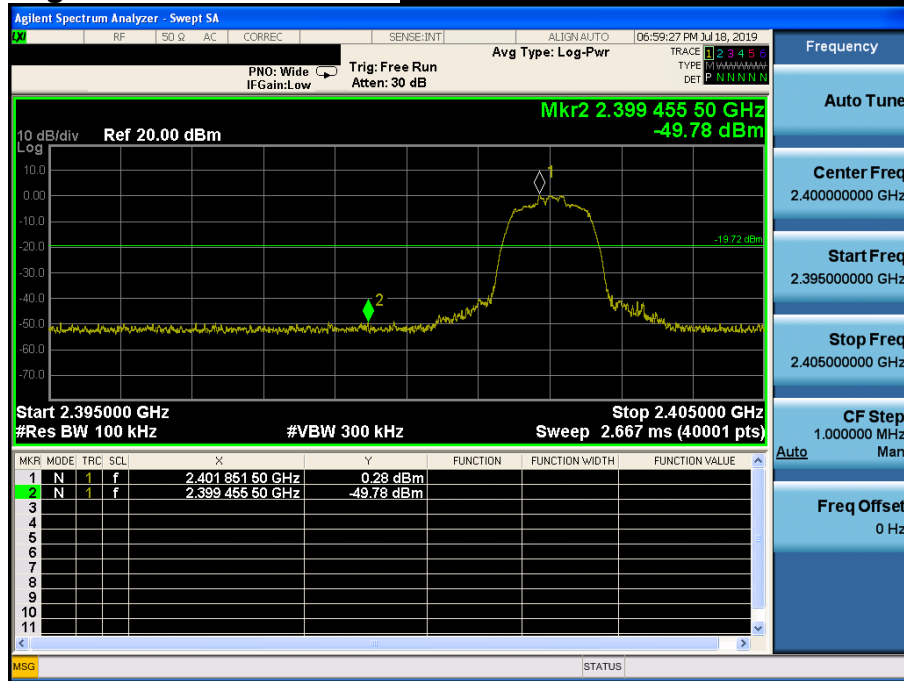 Agilent Spectrum Analyzer - Swept SA
LXI RF 50 Ω AC CORREC SENSE:INT ALIGN AUTO 06:59:27 PM Jul 18, 2019
Avg Type: Log-Pwr
TRACE 1 2 3 4 5 6
PNO: Wide Trig: Free Run
TYPE M WWWWW
IFGain:Low Atten: 30 dB
DET P N N N N N
Mkr2 2.399 455 50 GHz
10 dB/div Ref 20.00 dBm -49.78 dBm
Log
10.0
0.00
-10.0
-20.0
-30.0
-40.0
-50.0
-60.0
-70.0
1
-19.72 dBm
2
Start 2.395000 GHz Stop 2.405000 GHz
#Res BW 100 kHz #VBW 300 kHz Sweep 2.667 ms (40001 pts)
MKR MODE TRC SCL X Y FUNCTION FUNCTION WIDTH FUNCTION VALUE
1 N 1 f 2.401 851 50 GHz 0.28 dBm
2 N 1 f 2.399 455 50 GHz -49.78 dBm
3
4
5
6
7
8
9
10
11
MSG STATUS
Frequency
Auto Tune
Center Freq
2.400000000 GHz
Start Freq
2.395000000 GHz
Stop Freq
2.405000000 GHz
CF Step
1.000000 MHz
Auto Man
Freq Offset
0 Hz